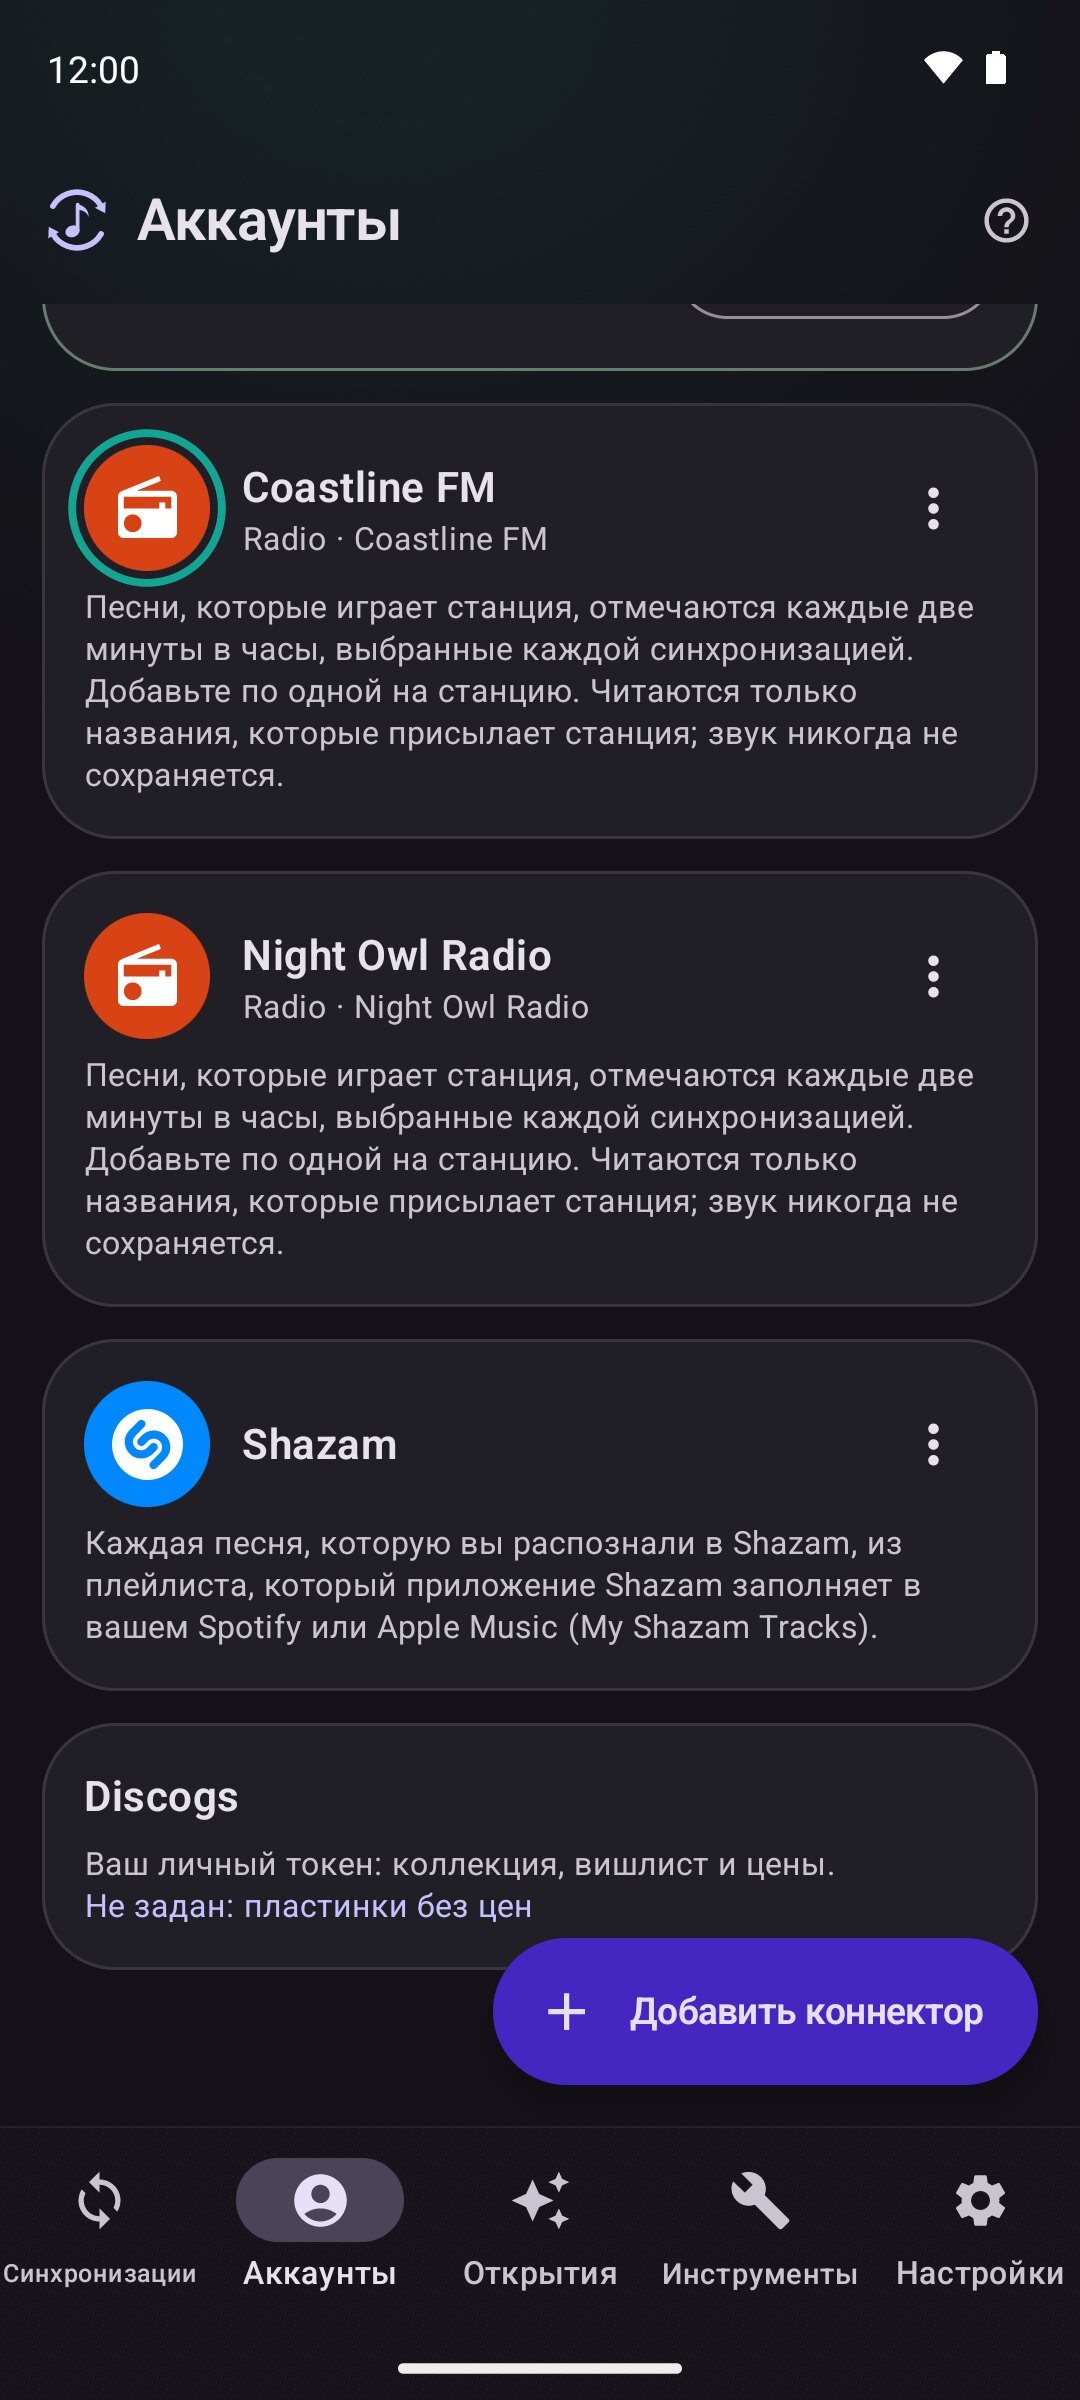 12:00
Аккаунты
Coastline FM
Radio · Coastline FM
Песни, которые играет станция, отмечаются каждые две
минуты в часы, выбранные каждой синхронизацией.
Добавьте по одной на станцию. Читаются только
названия, которые присылает станция; звук никогда не
сохраняется.
Night Owl Radio
Radio · Night Owl Radio
Песни, которые играет станция, отмечаются каждые две
минуты в часы, выбранные каждой синхронизацией.
Добавьте по одной на станцию. Читаются только
названия, которые присылает станция; звук никогда не
сохраняется.
Shazam
Каждая песня, которую вы распознали в Shazam, из
плейлиста, который приложение Shazam заполняет в
вашем Spotify или Apple Music (My Shazam Tracks).
Discogs
Ваш личный токен: коллекция, вишлист и цены.
Не задан: пластинки без цен
Добавить коннектор
Синхронизации
Аккаунты
Открытия
Инструменты
Настройки